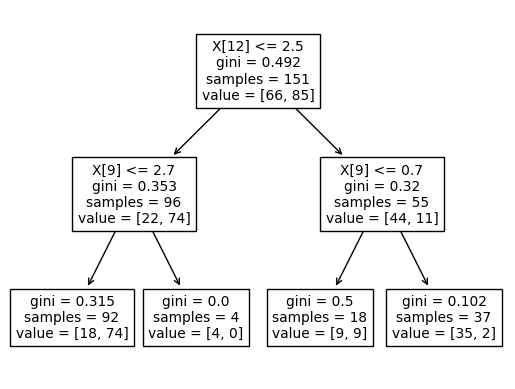 X[12] <= 2.5
gini = 0.492
samples = 151
value = [66, 85]
X[9] <= 2.7
gini = 0.353
samples = 96
value = [22, 74]
X[9] <= 0.7
gini = 0.32
samples = 55
value = [44, 11]
gini = 0.315
samples = 92
value = [18, 74]
gini = 0.0
samples = 4
value = [4, 0]
gini = 0.5
samples = 18
value = [9, 9]
gini = 0.102
samples = 37
value = [35, 2]